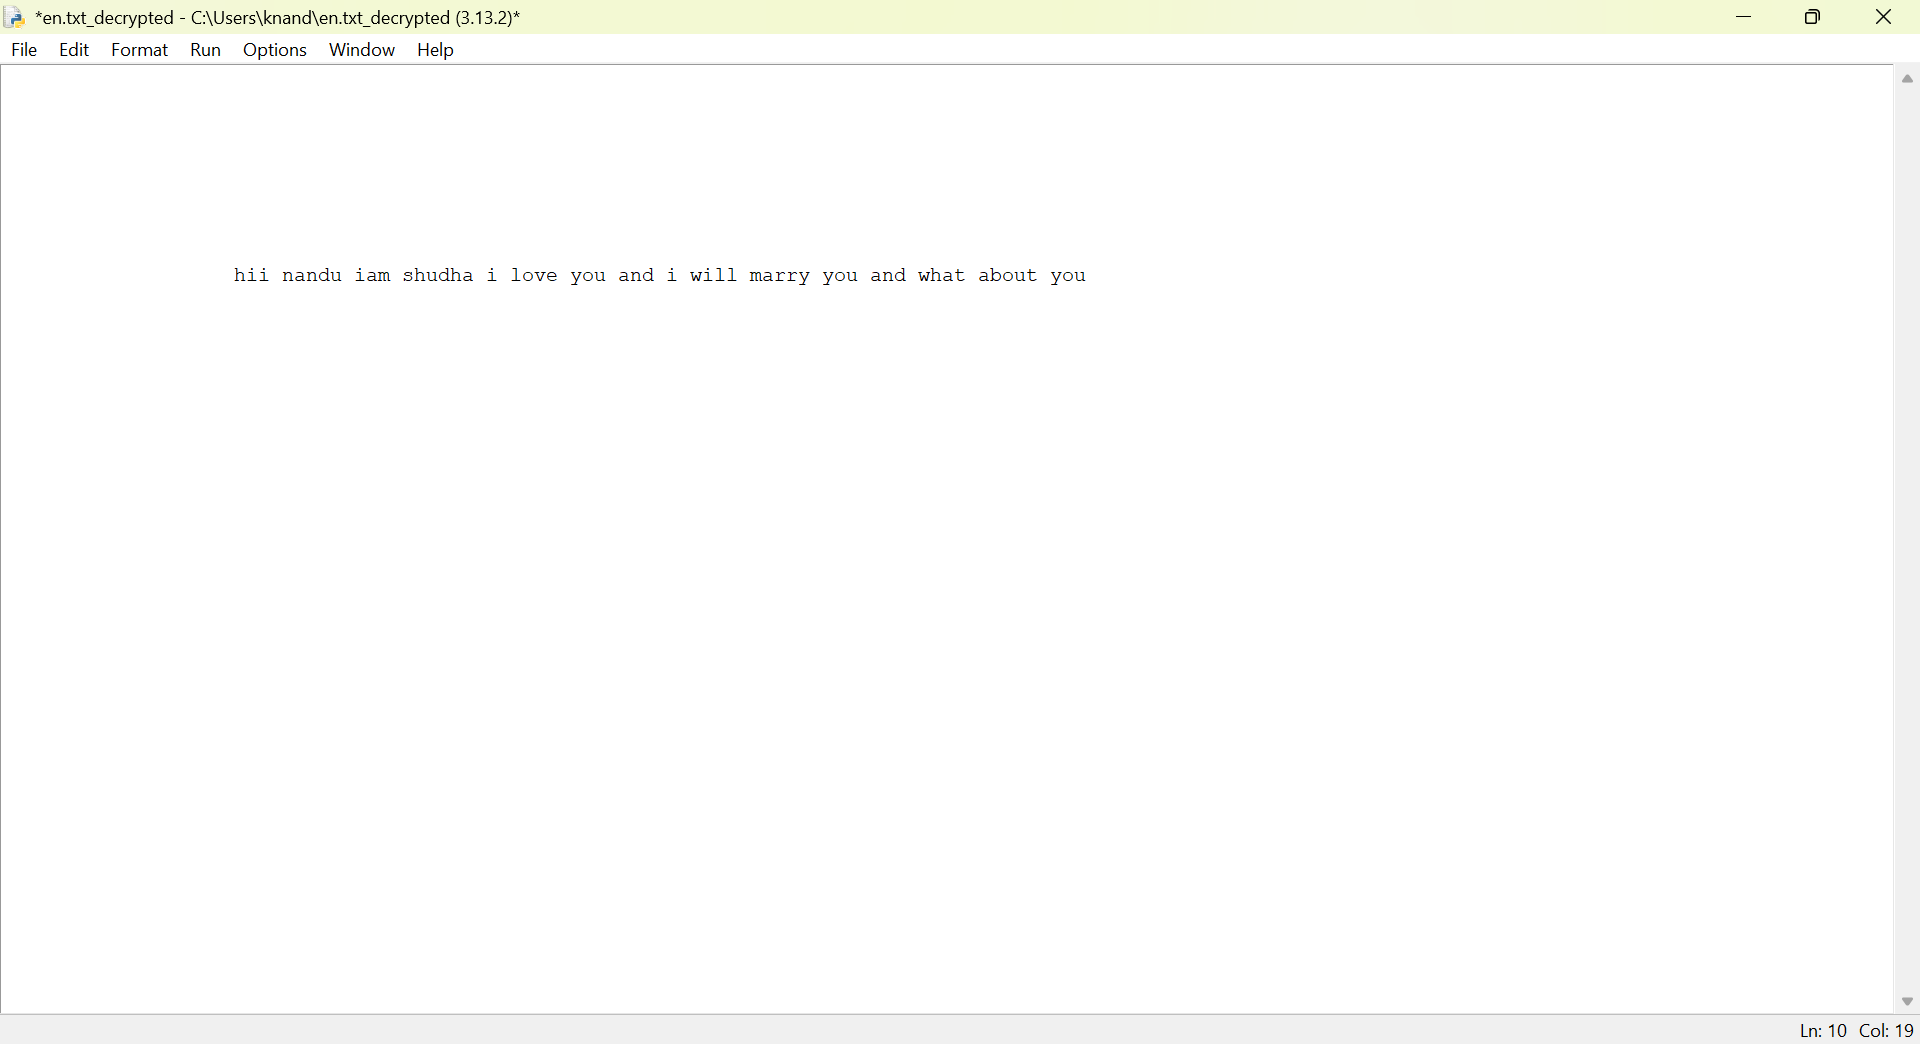 *en.txt_decrypted - C:\Users\knand\en.txt_decrypted (3.13.2)*
File Edit Format Run Options Window Help
hii nandu iam shudha i love you and i will marry you and what about you
Ln: 10 Col: 19